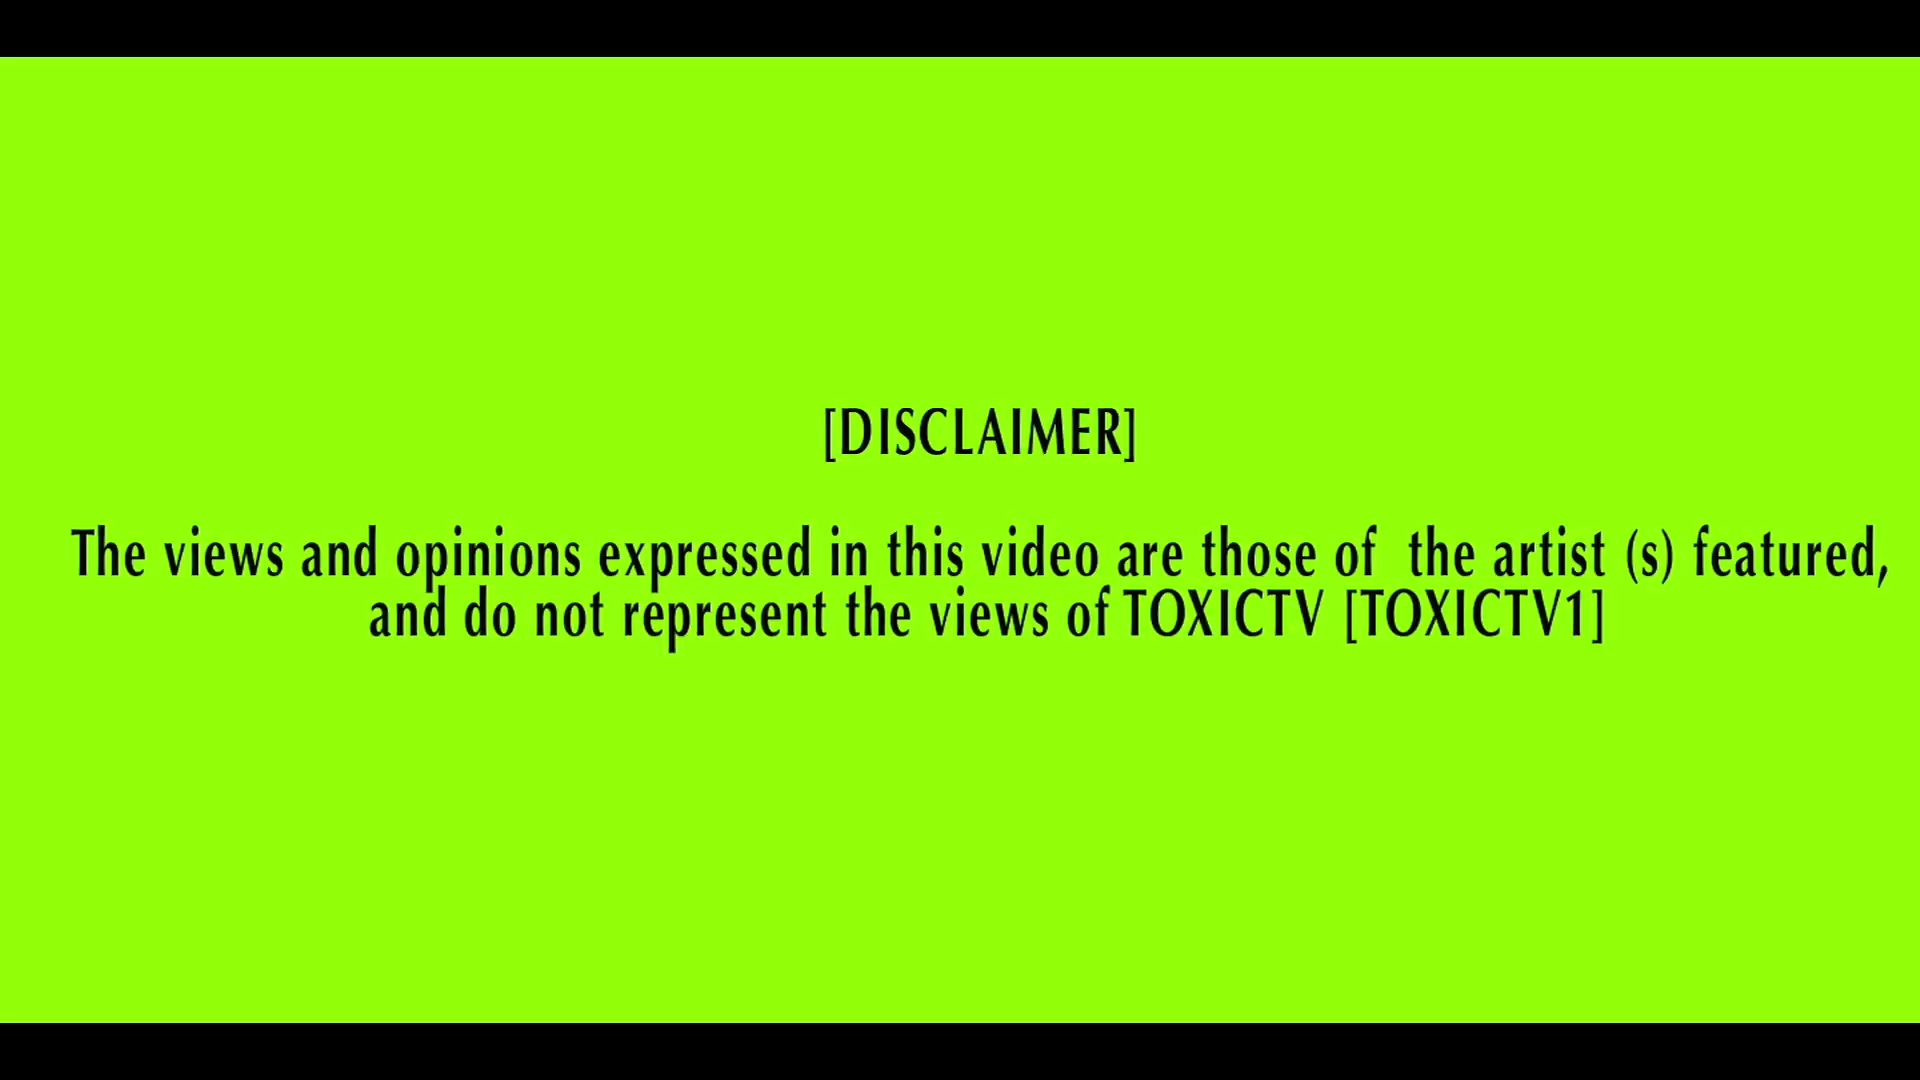 [DISCLAIMER]
The views and opinions expressed in this video are those of  the artist (s) featured,
and do not represent the views of TOXICTV [TOXICTV1]